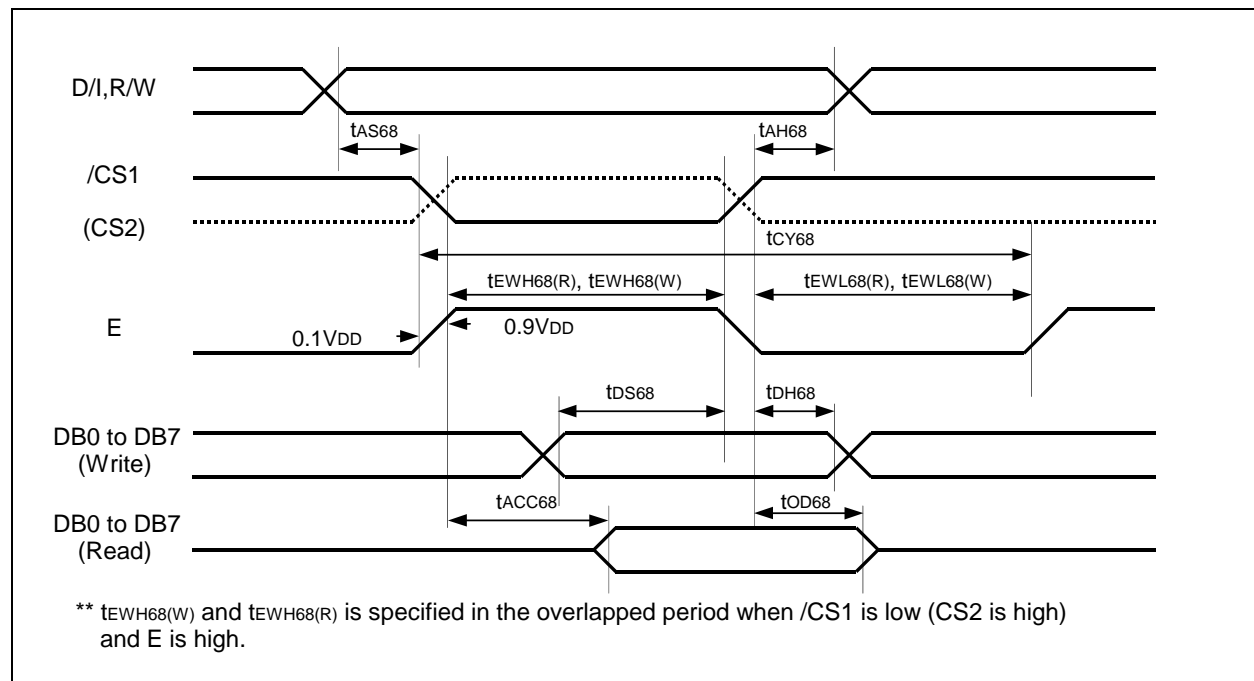 D/I,R/W
tAS68
tAH68
/CS1
(CS2)
tCY68
tEWH68(R), tEWH68(W)
tEWL68(R), tEWL68(W)
E
0.1VDD
0.9VDD
tDS68
tDH68
DB0 to DB7
(Write)
tACC68
tOD68
DB0 to DB7
(Read)
** tEWH68(W) and tEWH68(R) is specified in the overlapped period when /CS1 is low (CS2 is high)
and E is high.